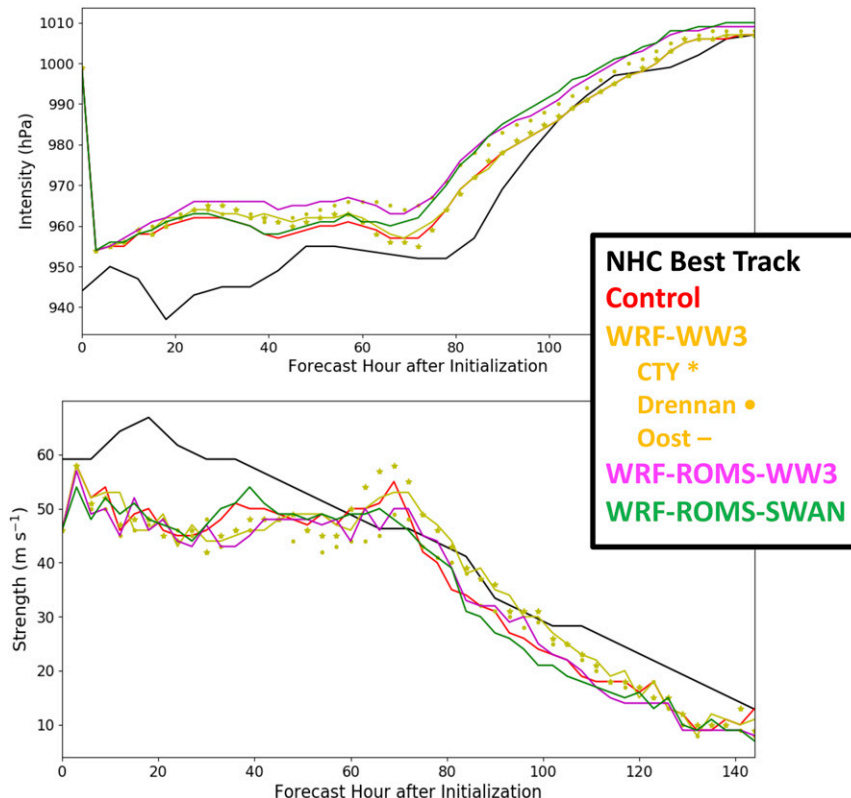 1010
1000
990
980
970
960
950
940
Intensity (hPa)
0 20 40 60 80 100
Forecast Hour after Initialization
NHC Best Track
Control
WRF-WW3
CTY *
Drennan •
Oost –
WRF-ROMS-WW3
WRF-ROMS-SWAN
60
50
40
30
20
10
Strength (m s⁻¹)
0 20 40 60 80 100 120 140
Forecast Hour after Initialization